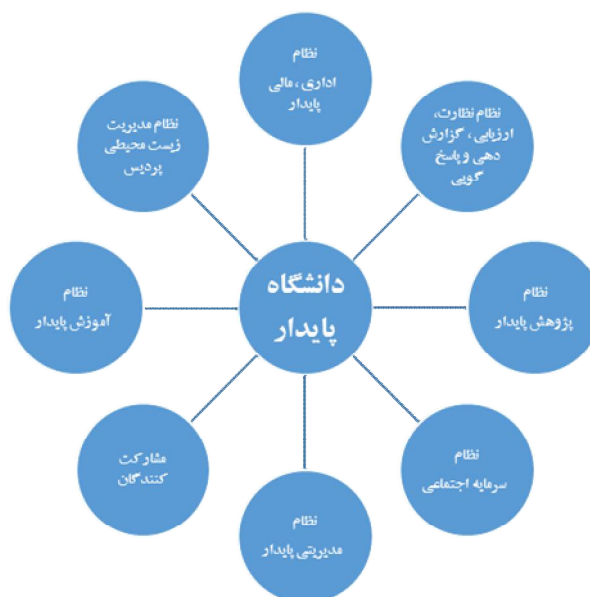 نظام
اداری، مالی
پایدار
نظام نظارت،
ارزیابی، گزارش
دهی و پاسخ
گویی
نظام مدیریت
زیست محیطی
پردیس
دانشگاه
پایدار
نظام
پژوهش پایدار
نظام
آموزش پایدار
نظام
سرمایه اجتماعی
مشارکت
کنندگان
نظام
مدیریتی پایدار